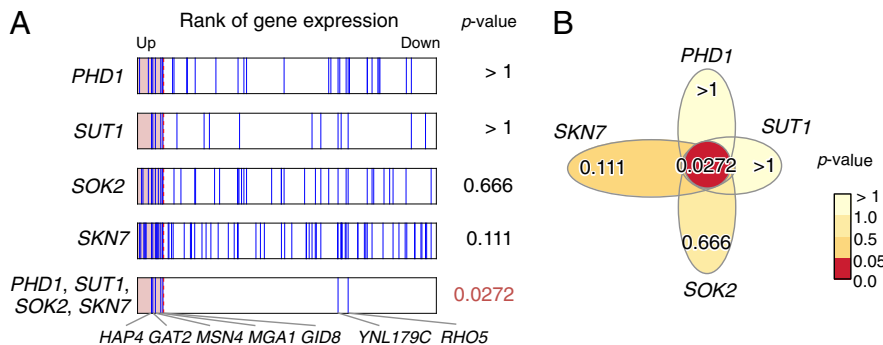 A
Rank of gene expression
p-value
Up
Down
PHD1
> 1
SUT1
> 1
SOK2
0.666
SKN7
0.111
PHD1, SUT1,
SOK2, SKN7
0.0272
HAP4 GAT2 MSN4 MGA1 GID8 YNL179C RHO5
B
PHD1
>1
SKN7
SUT1
0.111
0.0272
>1
0.666
SOK2
p-value
> 1
1.0
0.5
0.05
0.0